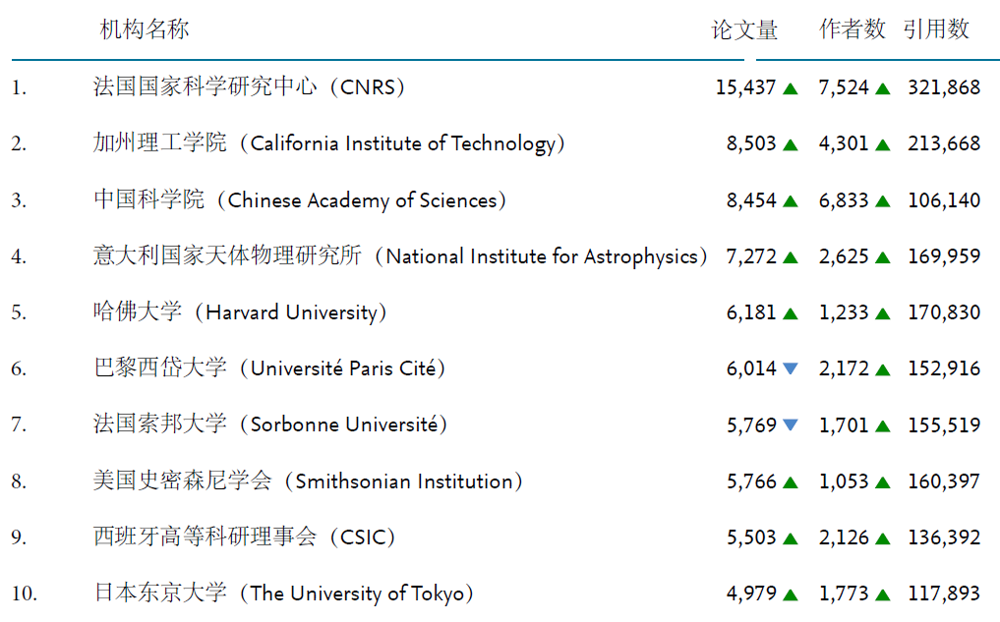 机构名称 论文量 作者数 引用数
1. 法国国家科学研究中心（CNRS） 15,437 ▲ 7,524 ▲ 321,868
2. 加州理工学院（California Institute of Technology） 8,503 ▲ 4,301 ▲ 213,668
3. 中国科学院（Chinese Academy of Sciences） 8,454 ▲ 6,833 ▲ 106,140
4. 意大利国家天体物理研究所（National Institute for Astrophysics） 7,272 ▲ 2,625 ▲ 169,959
5. 哈佛大学（Harvard University） 6,181 ▲ 1,233 ▲ 170,830
6. 巴黎西岱大学（Université Paris Cité） 6,014 ▼ 2,172 ▲ 152,916
7. 法国索邦大学（Sorbonne Université） 5,769 ▼ 1,701 ▲ 155,519
8. 美国史密森尼学会（Smithsonian Institution） 5,766 ▲ 1,053 ▲ 160,397
9. 西班牙高等科研理事会（CSIC） 5,503 ▲ 2,126 ▲ 136,392
10. 日本东京大学（The University of Tokyo） 4,979 ▲ 1,773 ▲ 117,893